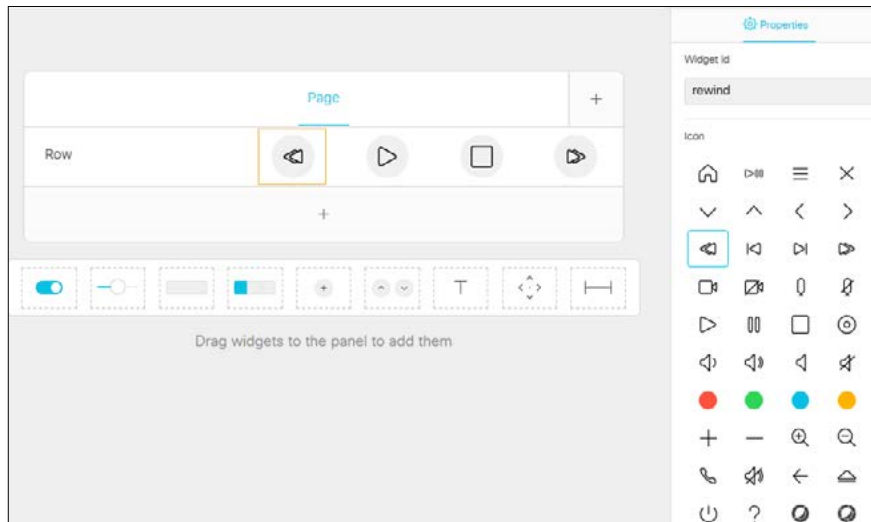 Properties
Widget id
rewind
Icon
Page
+
Row
+
Drag widgets to the panel to add them